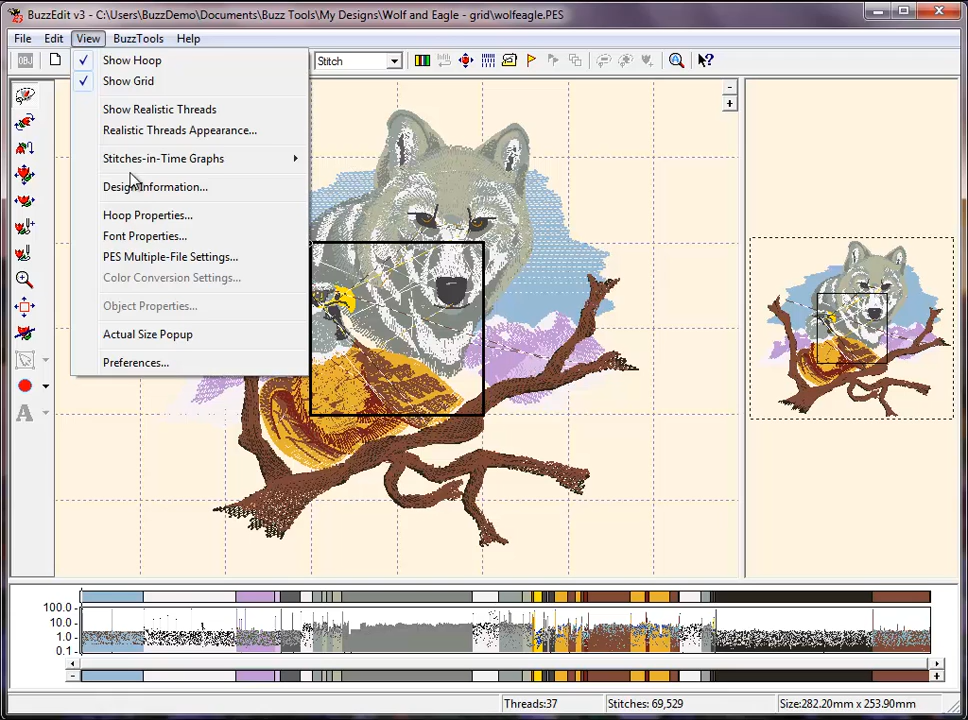 BuzzEdit v3 - C:\Users\BuzzDemo\Documents\Buzz Tools\My Designs\Wolf and Eagle - grid\wolfeagle.PES
File Edit View BuzzTools Help
OBJ Stitch
Show Hoop
Show Grid
Show Realistic Threads
Realistic Threads Appearance...
Stitches-in-Time Graphs
Design Information...
Hoop Properties...
Font Properties...
PES Multiple-File Settings...
Color Conversion Settings...
Object Properties...
Actual Size Popup
Preferences...
A
100.0
10.0
1.0
0.1
Threads:37 Stitches: 69,529 Size:282.20mm x 253.90mm